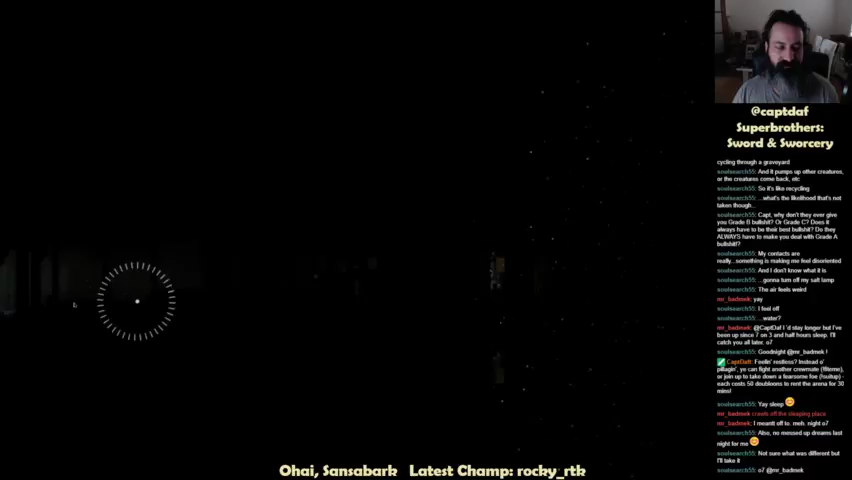 @captdaf
Superbrothers:
Sword & Sworcery
cycling through a graveyard
soulsearch55: And it pumps up other creatures,
or the creatures come back, etc
soulsearch55: So it's like recycling
soulsearch55: ...what's the likelihood that's not
taken though...
soulsearch55: Capt, why don't they ever give
you Grade B bullshit? Or Grade C? Does it
always have to be their best bullshit? Do they
ALWAYS have to make you deal with Grade A
bullshit!?
soulsearch55: My contacts are
really...something is making me feel disoriented
soulsearch55: And I don't know what it is
soulsearch55: ...gonna turn off my salt lamp
soulsearch55: The air feels weird
mr_badmek: yay
soulsearch55: I feel off
soulsearch55: ...water?
mr_badmek: @CaptDaf I 'd stay longer but I've
been up since 7 on 3 and half hours sleep. I'll
catch you all later. o7
soulsearch55: Goodnight @mr_badmek !
CaptDaft: Feelin' restless? Instead o'
pillagin', ye can fight another crewmate (!fiteme),
or join up to take down a fearsome foe (!suitup) -
each costs 50 doubloons to rent the arena for 30
mins!
soulsearch55: Yay sleep
mr_badmek crawls off the sleeping place
mr_badmek: I meantt off to. meh. night o7
soulsearch55: Also, no messed up dreams last
night for me
soulsearch55: Not sure what was different but
I'll take it
soulsearch55: o7 @mr_badmek
Ohai, Sansabark Latest Champ: rocky_rtk